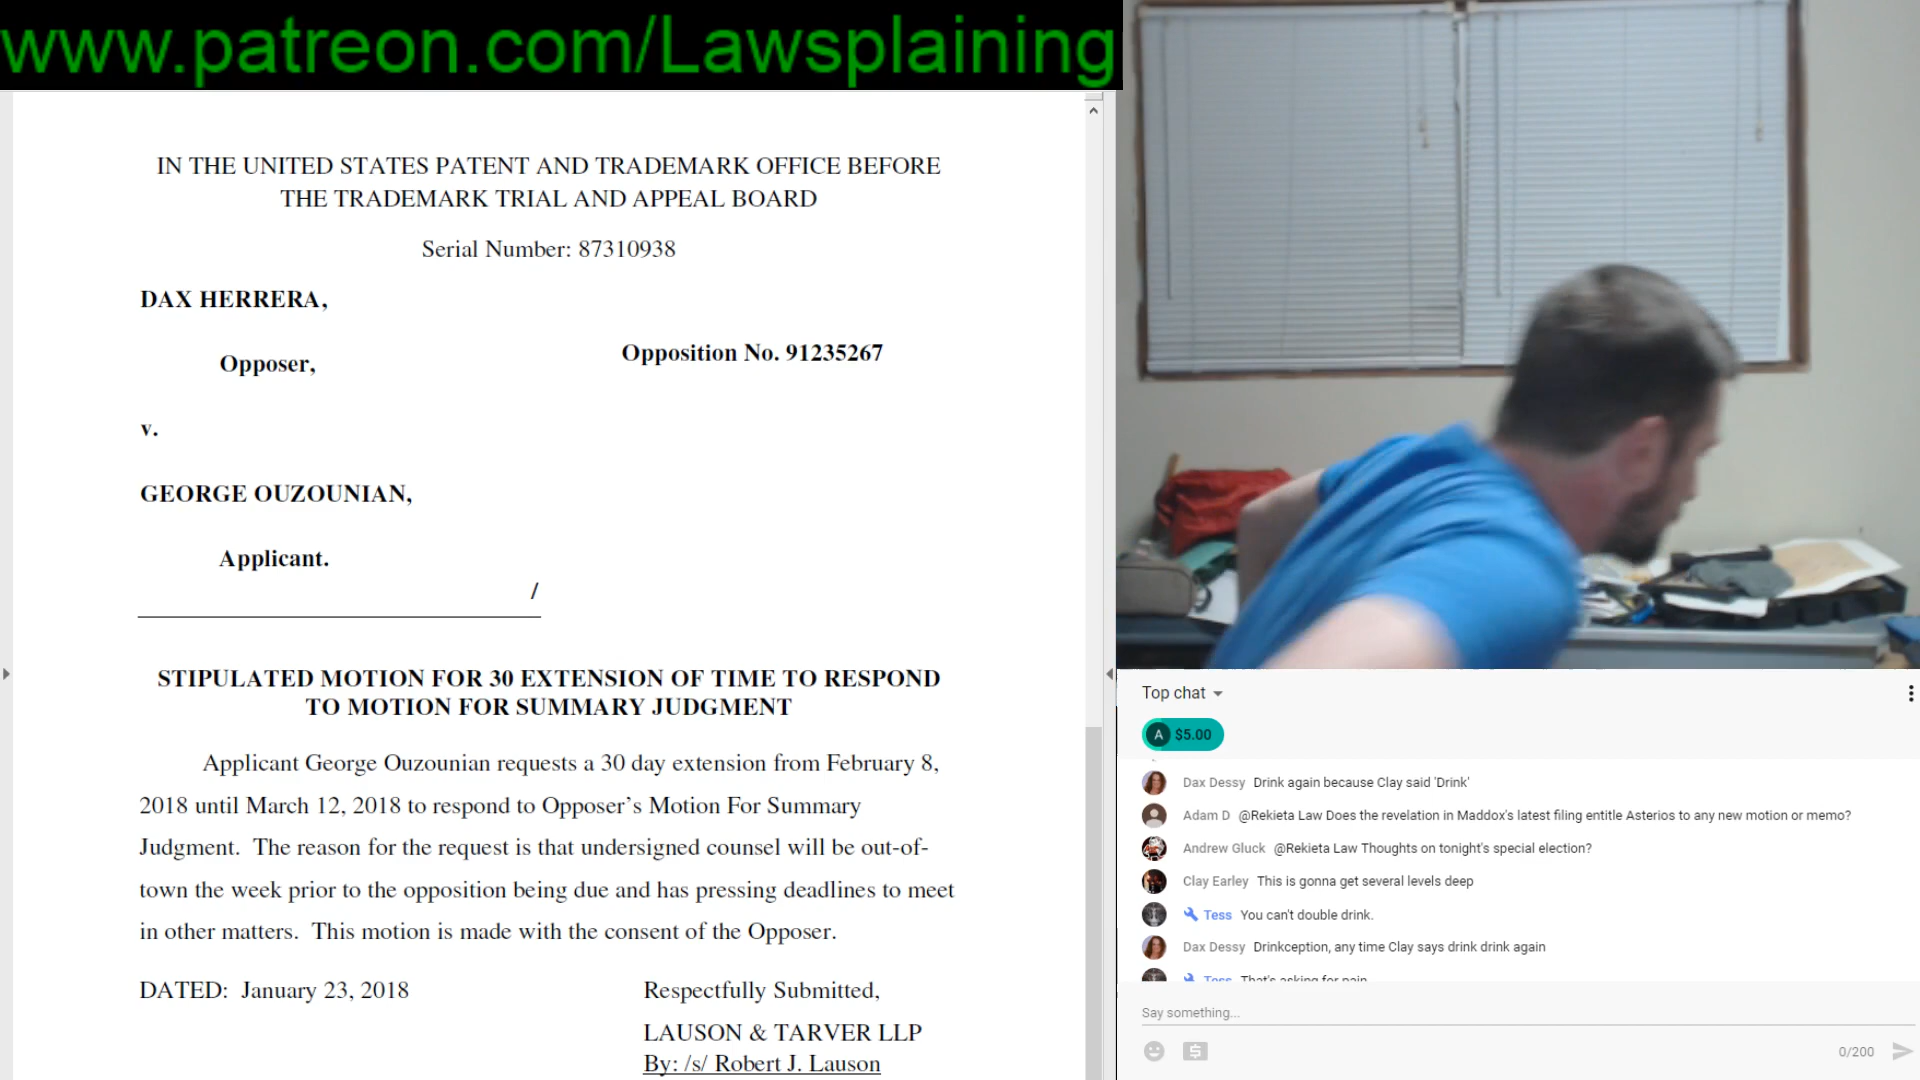 www.patreon.com/Lawsplaining
IN THE UNITED STATES PATENT AND TRADEMARK OFFICE BEFORE
THE TRADEMARK TRIAL AND APPEAL BOARD
Serial Number: 87310938
DAX HERRERA,
Opposer,
Opposition No. 91235267
v.
GEORGE OUZOUNIAN,
Applicant.
/
STIPULATED MOTION FOR 30 EXTENSION OF TIME TO RESPOND
TO MOTION FOR SUMMARY JUDGMENT
Applicant George Ouzounian requests a 30 day extension from February 8,
2018 until March 12, 2018 to respond to Opposer’s Motion For Summary
Judgment. The reason for the request is that undersigned counsel will be out-of-
town the week prior to the opposition being due and has pressing deadlines to meet
in other matters. This motion is made with the consent of the Opposer.
DATED: January 23, 2018
Respectfully Submitted,
LAUSON & TARVER LLP
By: /s/ Robert J. Lauson
Top chat
A $5.00
Dax Dessy Drink again because Clay said 'Drink'
Adam D @Rekieta Law Does the revelation in Maddox's latest filing entitle Asterios to any new motion or memo?
Andrew Gluck @Rekieta Law Thoughts on tonight's special election?
Clay Earley This is gonna get several levels deep
Tess You can't double drink.
Dax Dessy Drinkception, any time Clay says drink drink again
Tess That's asking for pain
Say something...
0/200